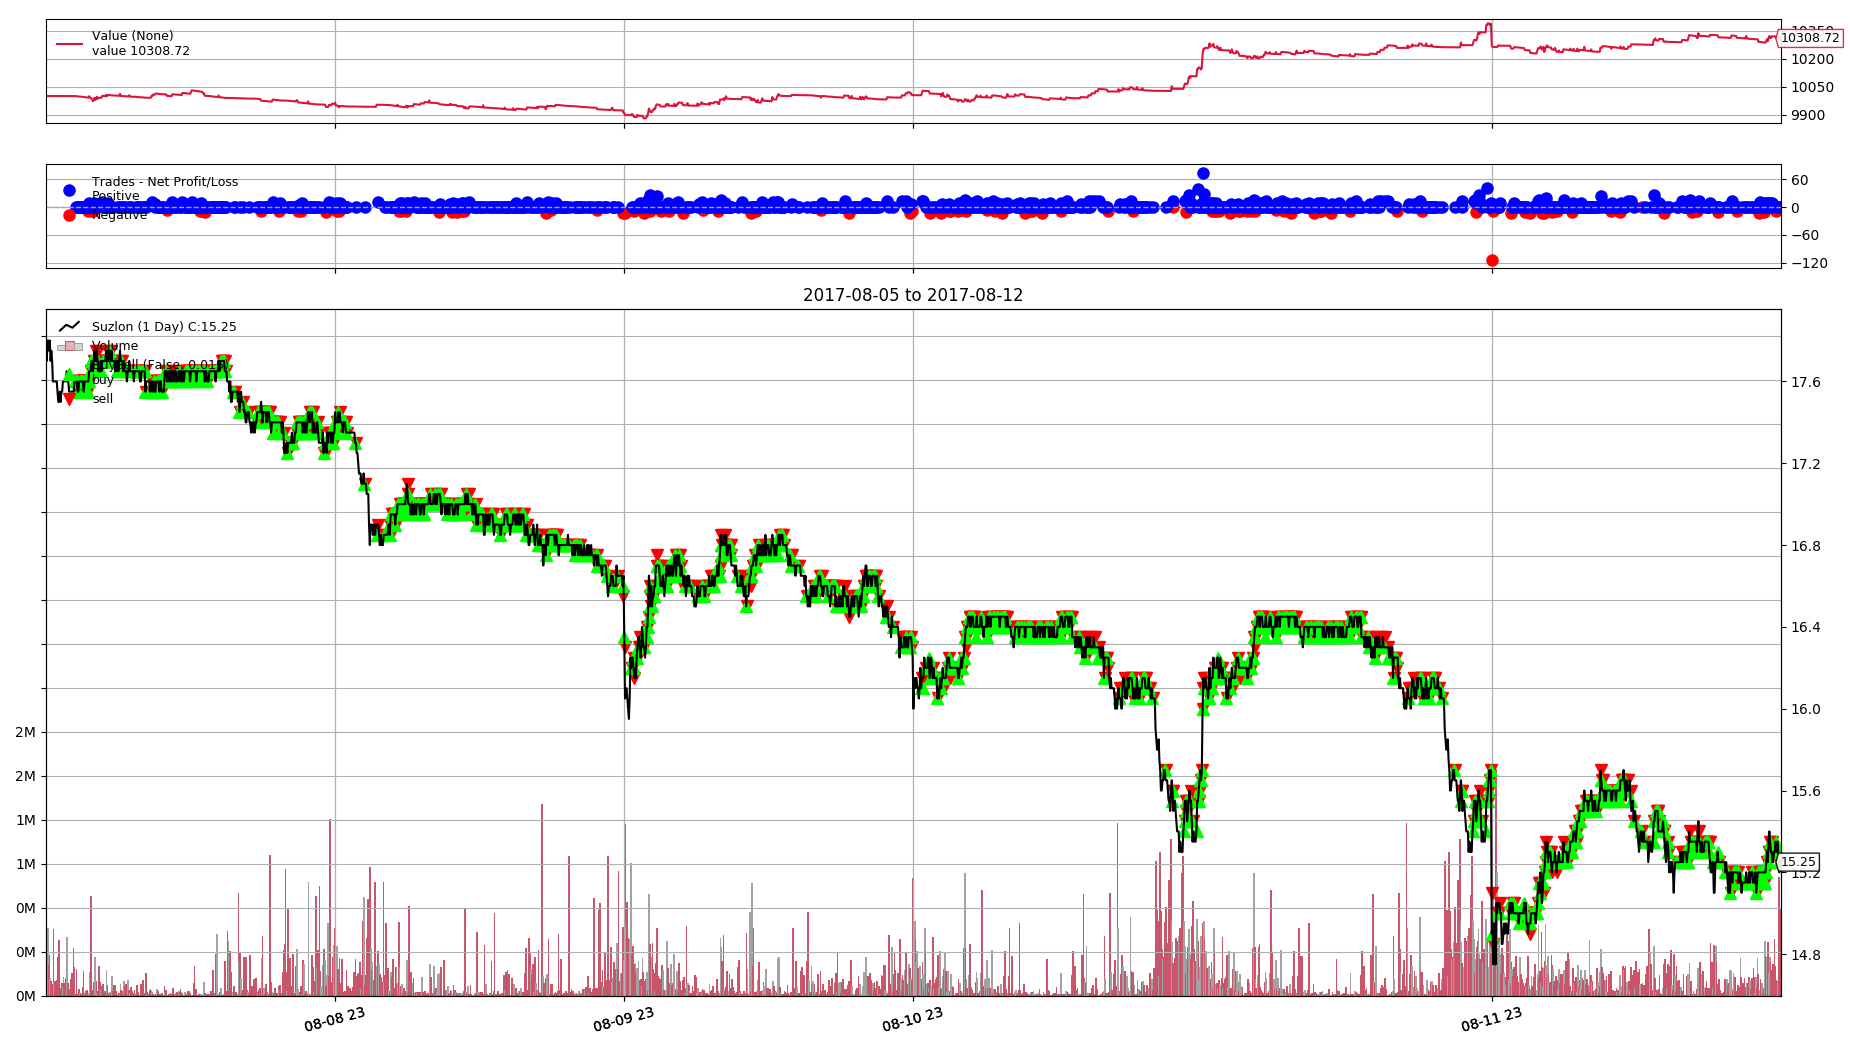 Value (None)
value 10308.72
10350
10308.72
10200
10050
9900
Trades - Net Profit/Loss
Positive
Negative
60
0
−60
−120
2017-08-05 to 2017-08-12
Suzlon (1 Day) C:15.25
Volume
buy
sell
17.6
17.2
16.8
16.4
16.0
15.6
15.25
15.2
14.8
2M
2M
1M
1M
0M
0M
0M
08-08 23
08-09 23
08-10 23
08-11 23